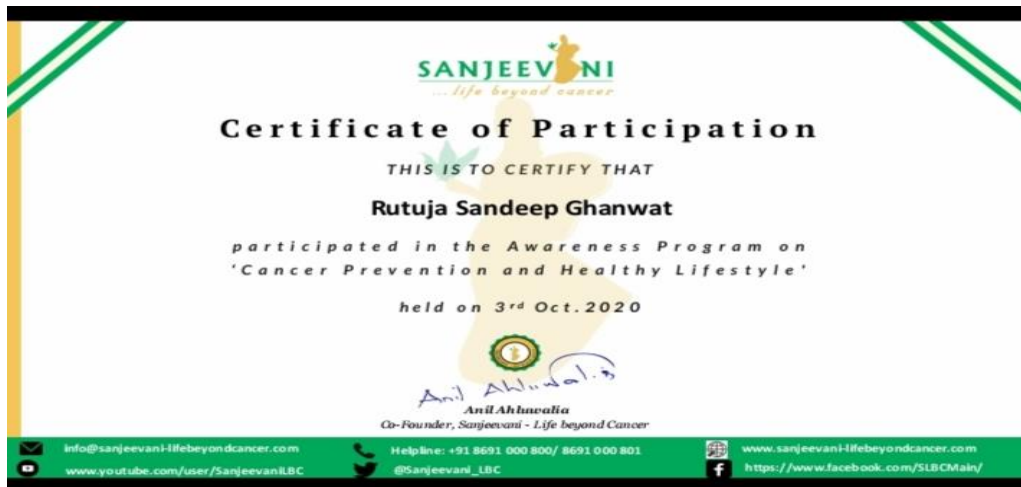 SANJEEVANI
... life beyond cancer
Certificate of Participation
THIS IS TO CERTIFY THAT
Rutuja Sandeep Ghanwat
participated in the Awareness Program on
'Cancer Prevention and Healthy Lifestyle'
held on 3rd Oct.2020
Anil Ahluwalia
Anil Ahluwalia
Co-Founder, Sanjeevani - Life beyond Cancer
info@sanjeevani-lifebeyondcancer.com
Helpline: +91 8691 000 800/ 8691 000 801
www.sanjeevani-lifebeyondcancer.com
www.youtube.com/user/SanjeevaniLBC
@Sanjeevani_LBC
https://www.facebook.com/SLBCMain/